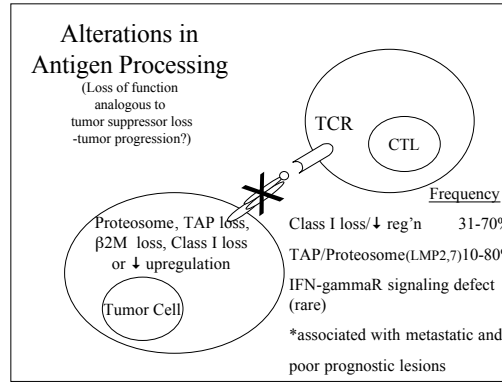 Alterations in
Antigen Processing
(Loss of function
analogous to
tumor suppressor loss
-tumor progression?)
TCR
CTL
Proteosome, TAP loss,
β2M loss, Class I loss
or ↓ upregulation
Tumor Cell
Frequency
Class I loss/↓ reg'n 31-70%
TAP/Proteosome(LMP2,7)10-80%
IFN-gammaR signaling defect
(rare)
*associated with metastatic and
poor prognostic lesions